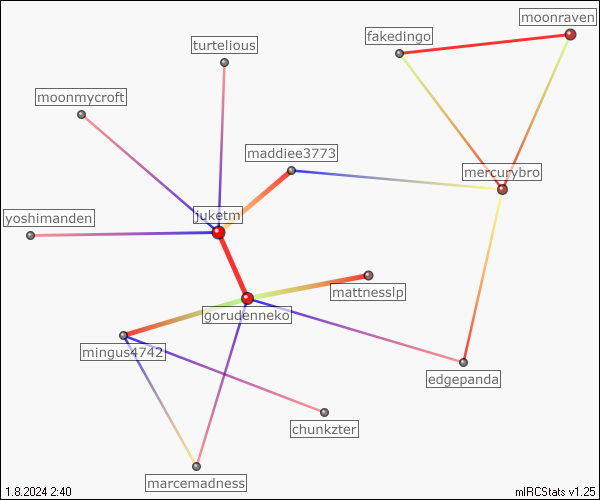 moonraven
fakedingo
turtelious
moonmycroft
maddiee3773
mercurybro
juketm
yoshimanden
mattnesslp
gorudenneko
mingus4742
edgepanda
chunkzter
marcemadness
1.8.2024 2:40
mIRCStats v1.25